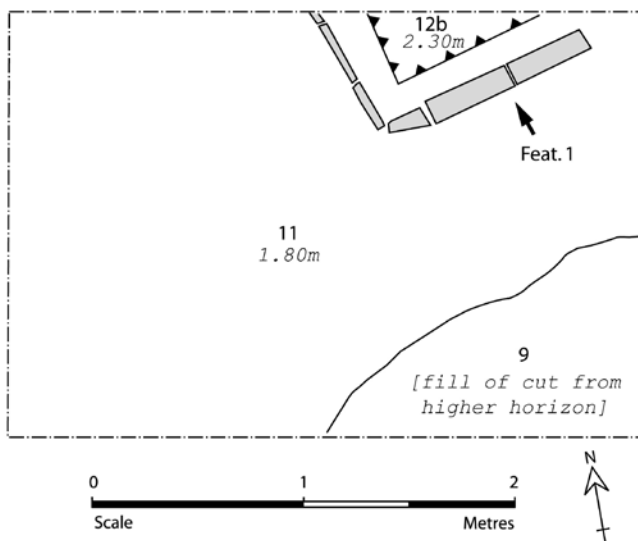 12b
2.30m
Feat. 1
11
1.80m
9
[fill of cut from
higher horizon]
0 1 2
Scale Metres
N